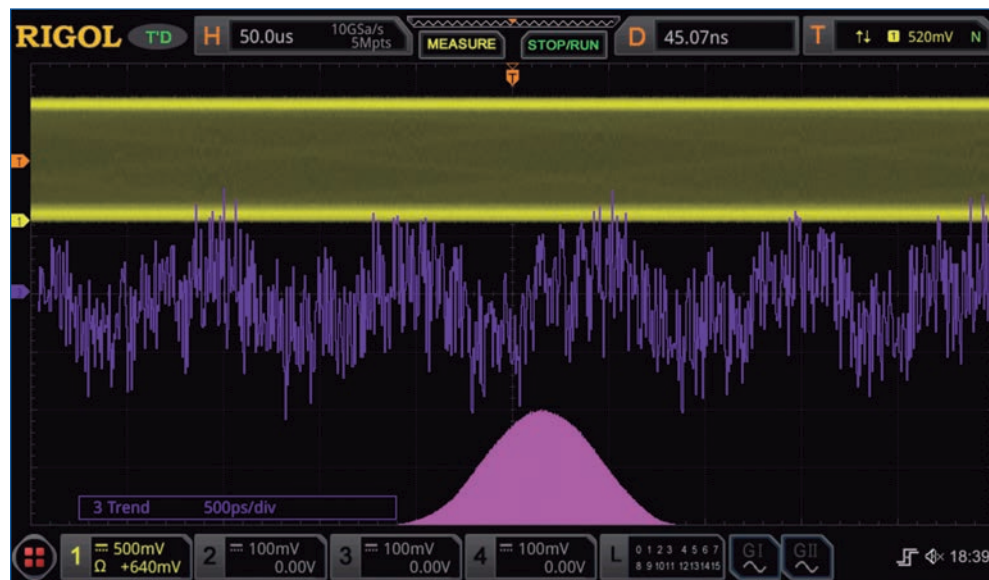 RIGOL T'D H 50.0us 10GSa/s 5Mpts MEASURE STOP/RUN D 45.07ns T 1 520mV N
T
T
1
3 Trend 500ps/div
1 500mV Ω +640mV 2 100mV 0.00V 3 100mV 0.00V 4 100mV 0.00V L 0 1 2 3 4 5 6 7 8 9 10 11 12 13 14 15 GI GII 18:39